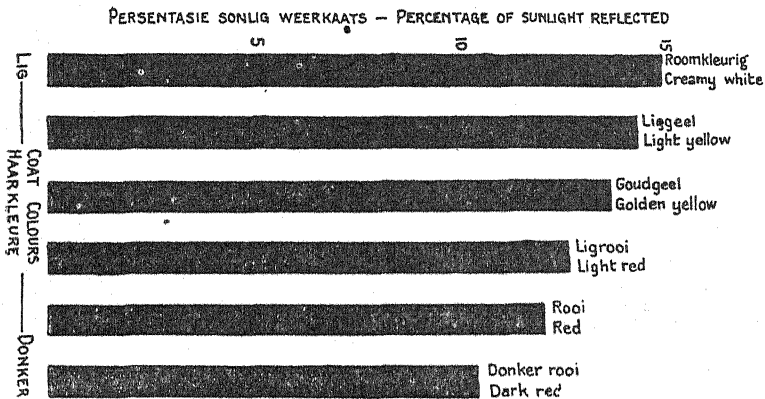 PERSENTASIE SONLIG WEERKAATS — PERCENTAGE OF SUNLIGHT REFLECTED
5 10 15
Roomkleurig
Creamy white
Liggeel
Light yellow
Goudgeel
Golden yellow
Ligrooi
Light red
Rooi
Red
Donker rooi
Dark red
LIG — COAT COLOURS — DONKER
HAARKLEURE